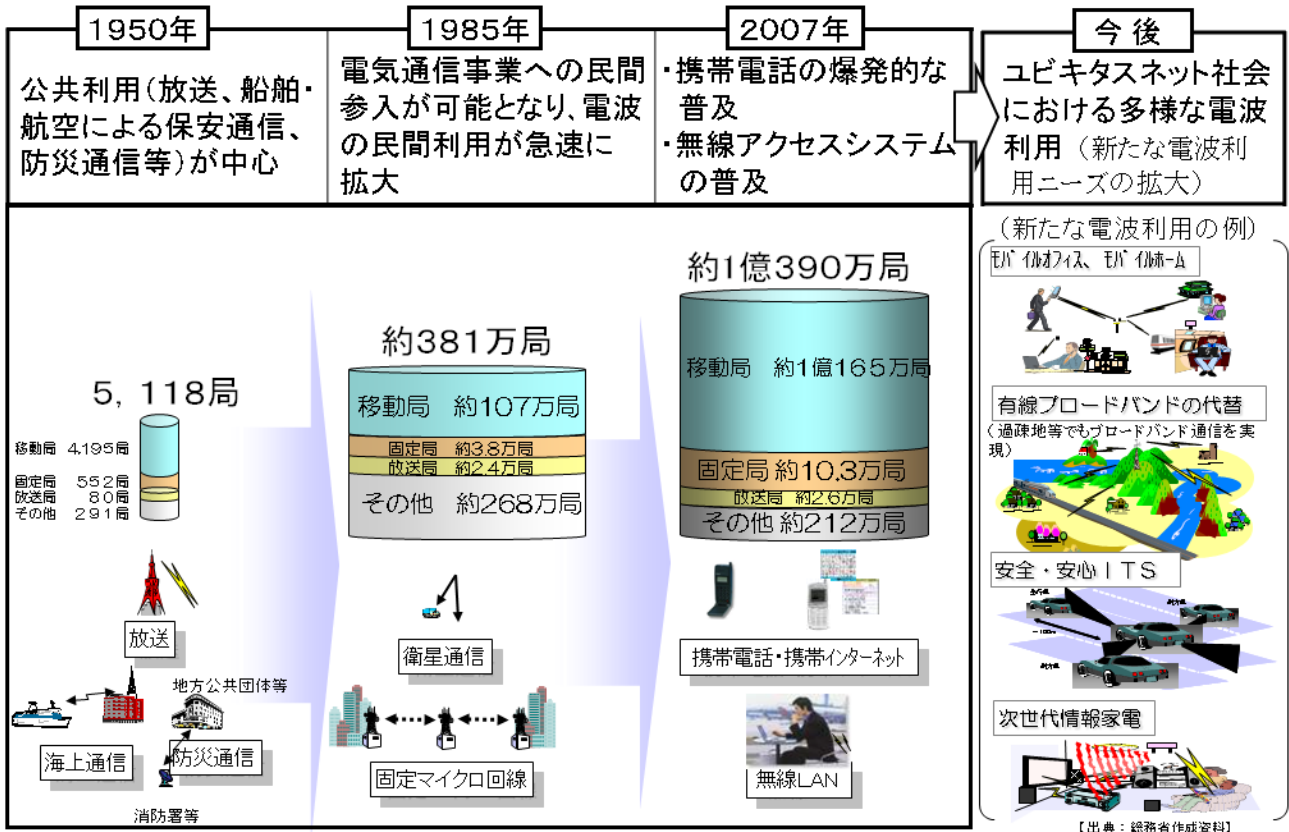 1950年
公共利用(放送、船舶・
航空による保安通信、
防災通信等)が中心
1985年
電気通信事業への民間
参入が可能となり、電波
の民間利用が急速に
拡大
2007年
・携帯電話の爆発的な
普及
・無線アクセスシステム
の普及
今後
ユビキタスネット社会
における多様な電波
利用(新たな電波利
用ニーズの拡大)
5,118局
移動局 4,195局
固定局 552局
放送局 80局
その他 291局
放送
地方公共団体等
海上通信
防災通信
消防署等
約381万局
移動局 約107万局
固定局 約3.8万局
放送局 約2.4万局
その他 約268万局
衛星通信
固定マイクロ回線
約1億390万局
移動局 約1億165万局
固定局 約10.3万局
放送局 約2.6万局
その他 約212万局
携帯電話・携帯インターネット
無線LAN
(新たな電波利用の例)
モバイルオフィス、モバイルホーム
有線ブロードバンドの代替
(過疎地等でもブロードバンド通信を実
現)
安全・安心ITS
~100m
次世代情報家電
【出典:総務省作成資料】